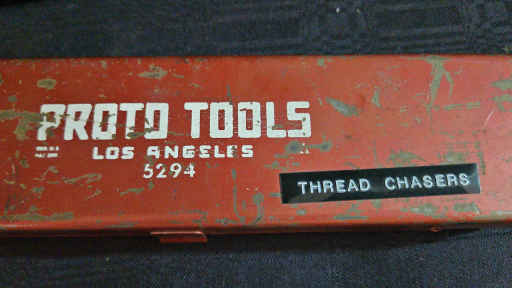 PROTO TOOLS
LOS ANGELES
5294
THREAD CHASERS